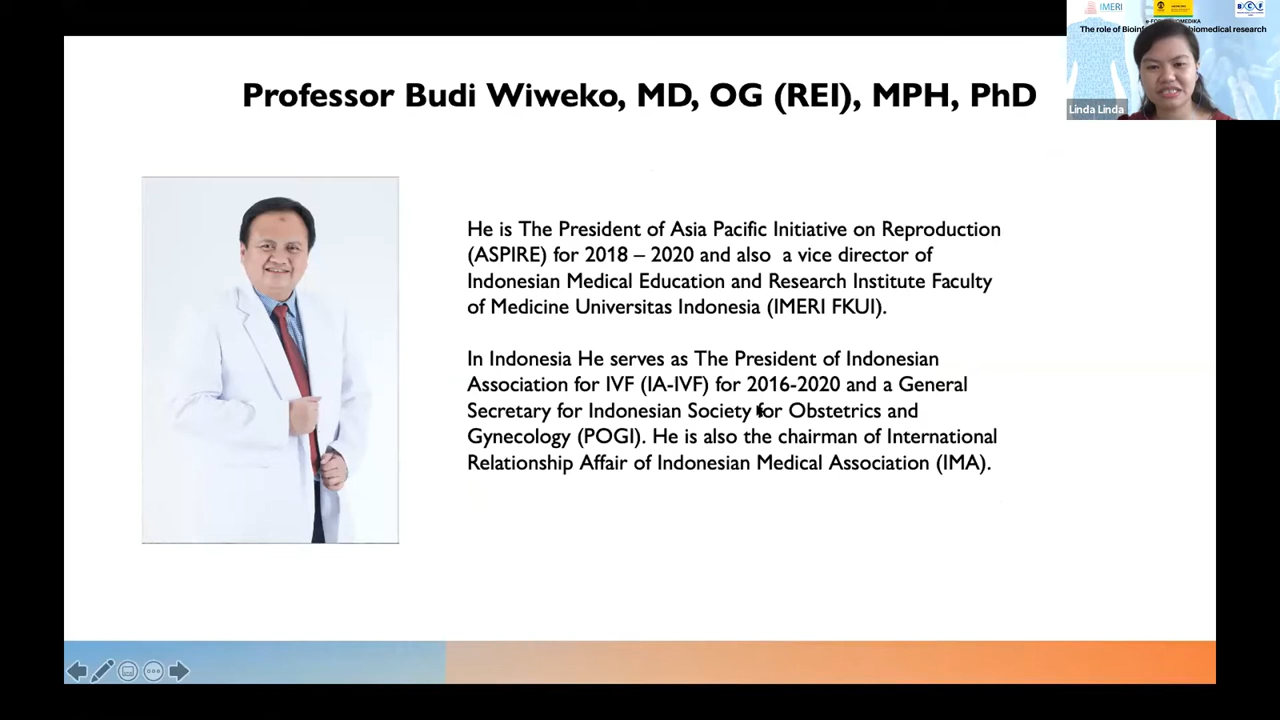 Professor Budi Wiweko, MD, OG (REI), MPH, PhD
He is The President of Asia Pacific Initiative on Reproduction
(ASPIRE) for 2018 – 2020 and also a vice director of
Indonesian Medical Education and Research Institute Faculty
of Medicine Universitas Indonesia (IMERI FKUI).
In Indonesia He serves as The President of Indonesian
Association for IVF (IA-IVF) for 2016-2020 and a General
Secretary for Indonesian Society for Obstetrics and
Gynecology (POGI). He is also the chairman of International
Relationship Affair of Indonesian Medical Association (IMA).
IMERI
The role of biomedical research
Linda Linda